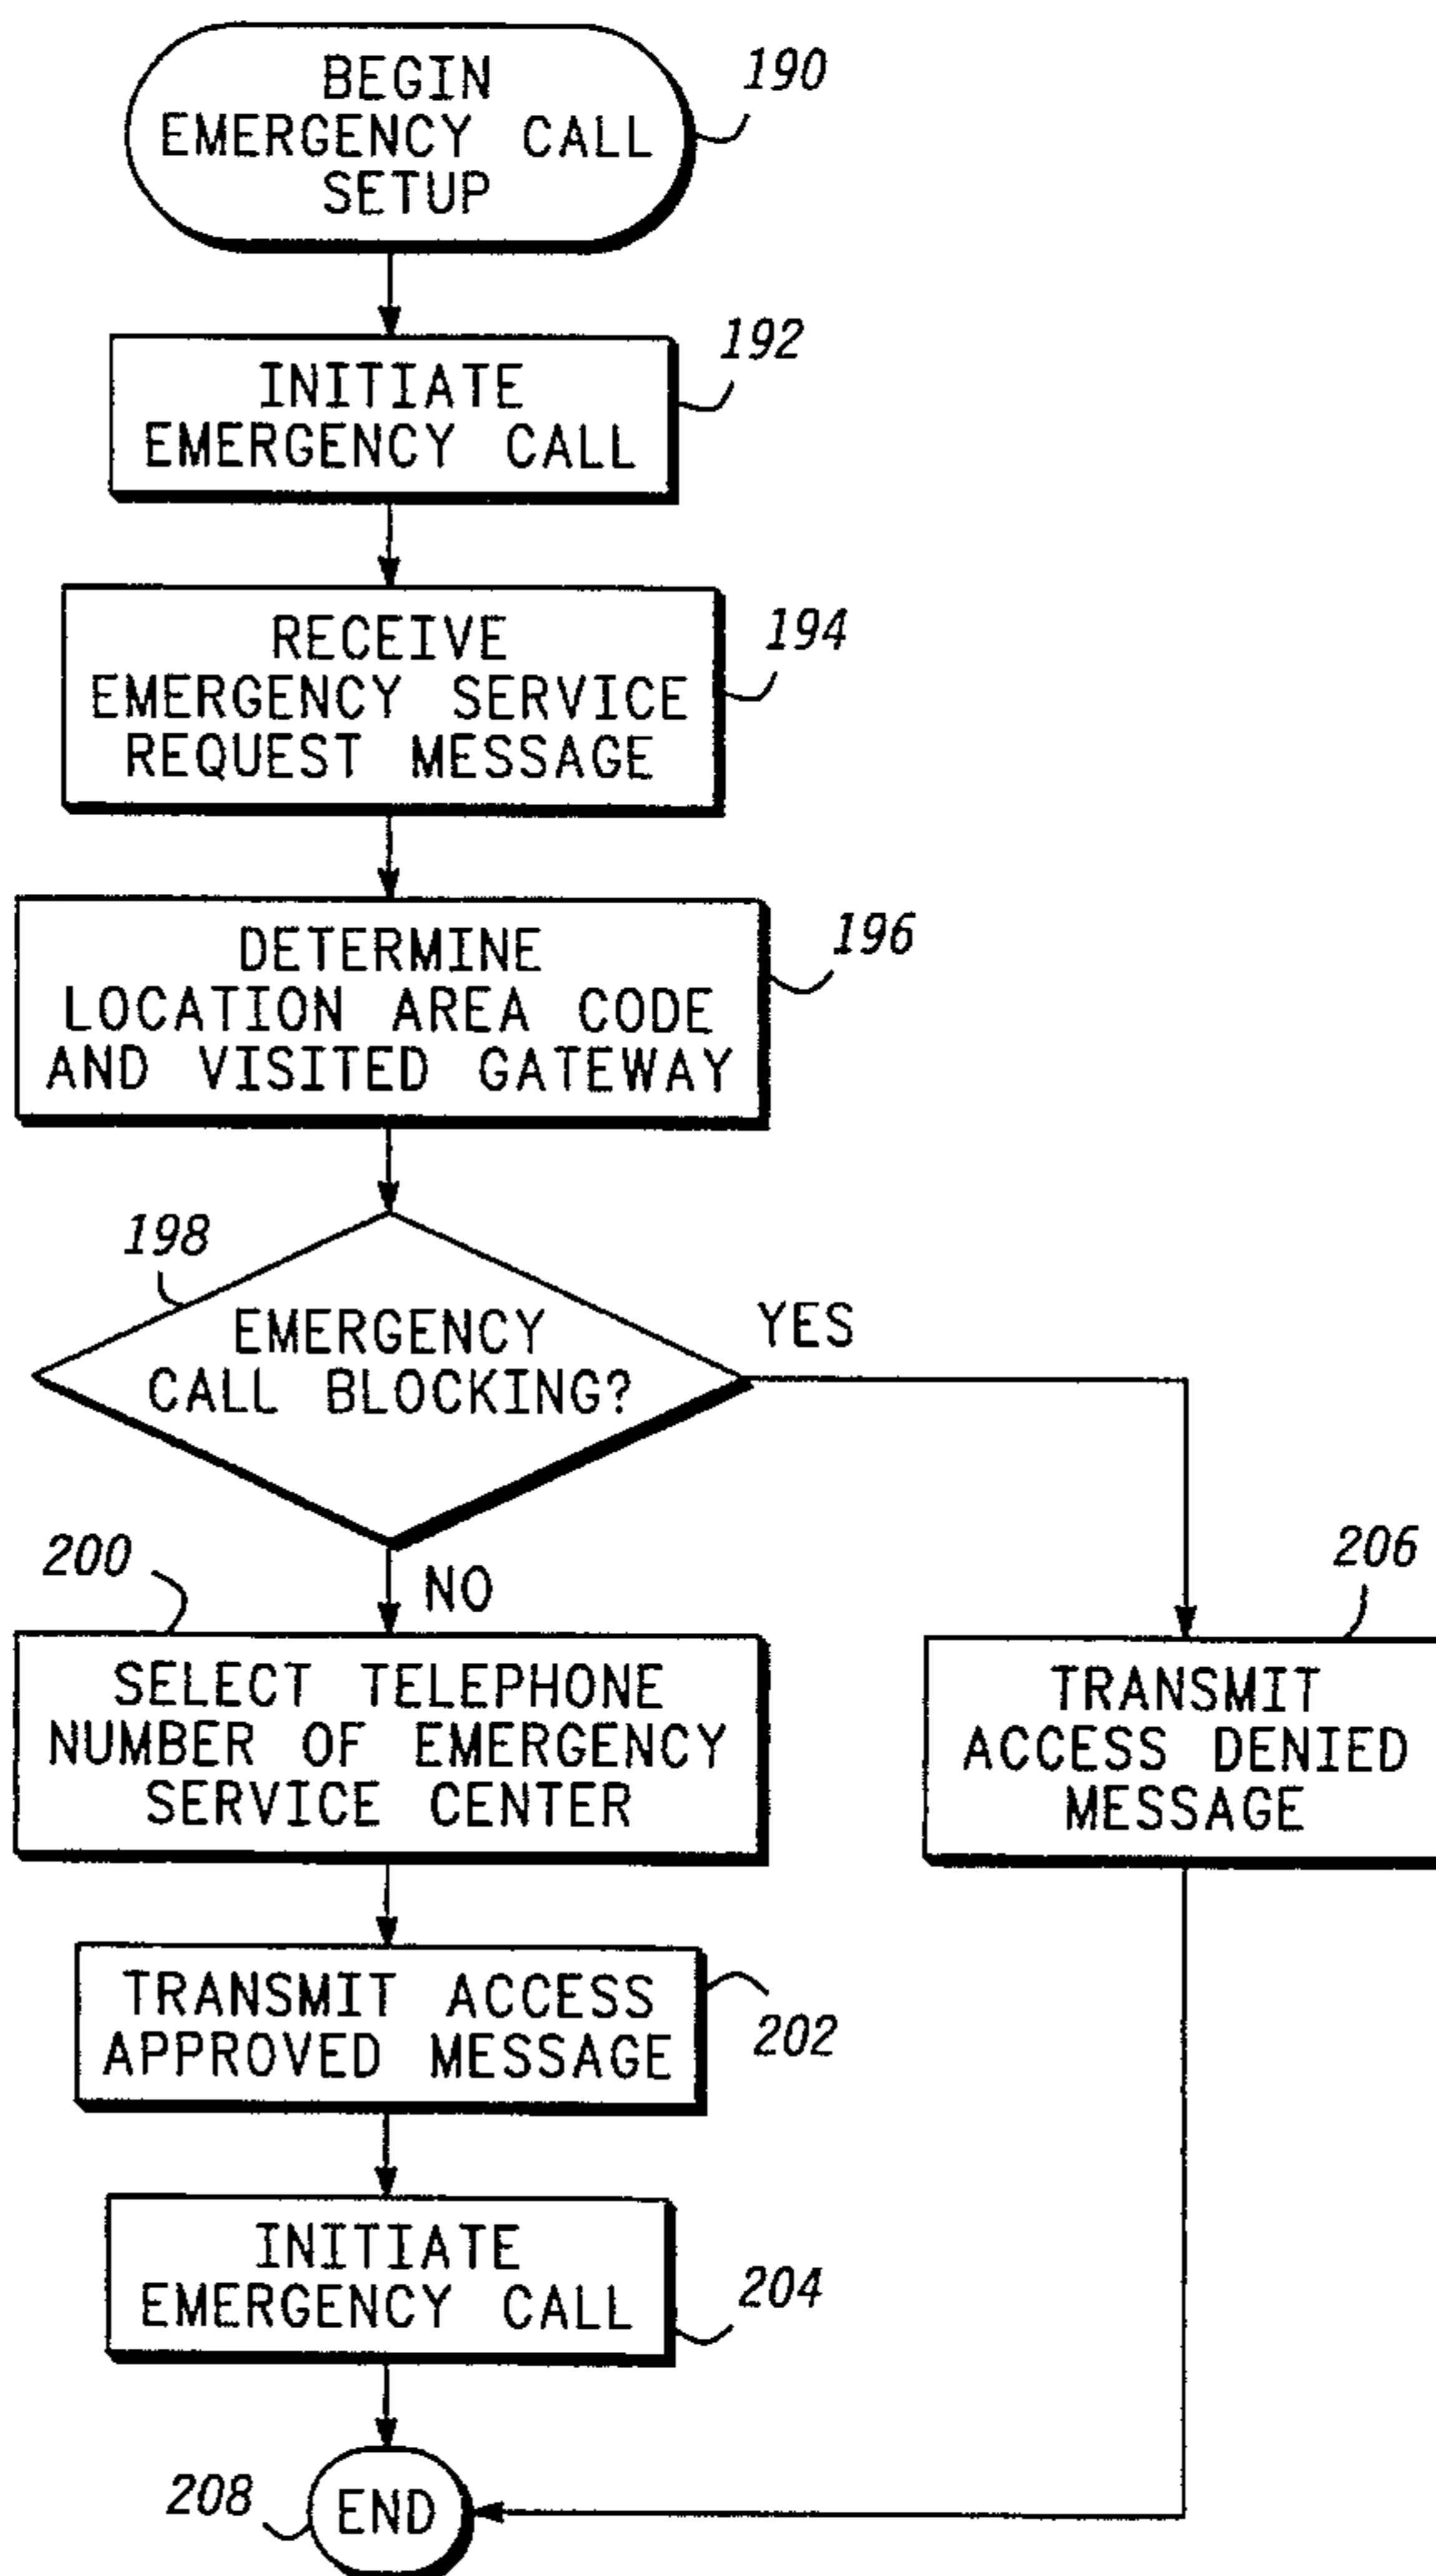 BEGIN
EMERGENCY CALL
SETUP
190
INITIATE
EMERGENCY CALL
192
RECEIVE
EMERGENCY SERVICE
REQUEST MESSAGE
194
DETERMINE
LOCATION AREA CODE
AND VISITED GATEWAY
196
198
EMERGENCY
CALL BLOCKING?
YES
NO
200
SELECT TELEPHONE
NUMBER OF EMERGENCY
SERVICE CENTER
206
TRANSMIT
ACCESS DENIED
MESSAGE
TRANSMIT ACCESS
APPROVED MESSAGE
202
INITIATE
EMERGENCY CALL
204
208
END